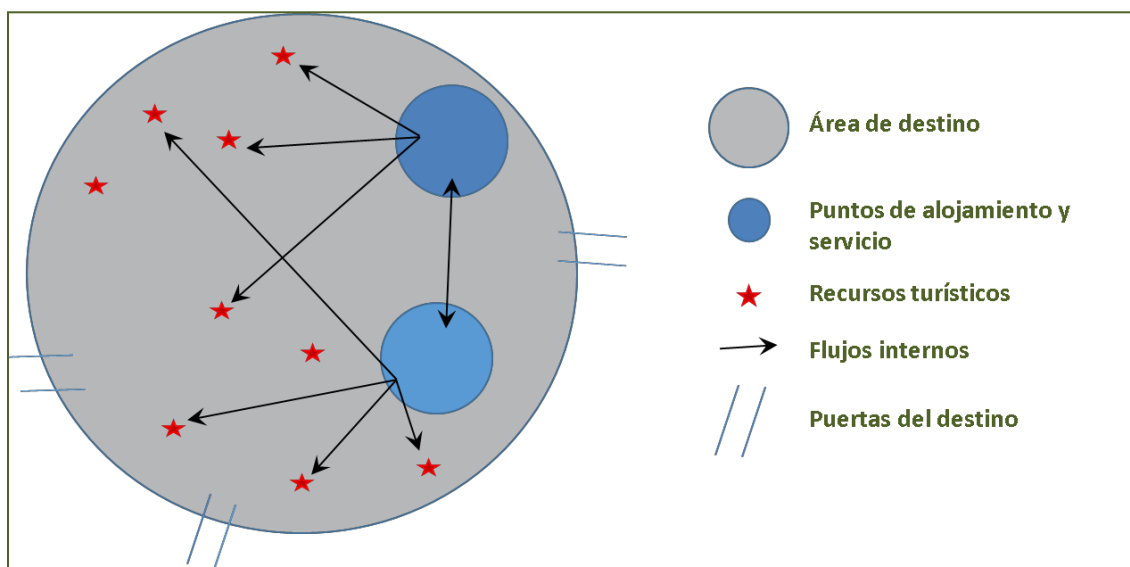 Área de destino
Puntos de alojamiento y
servicio
Recursos turísticos
Flujos internos
Puertas del destino